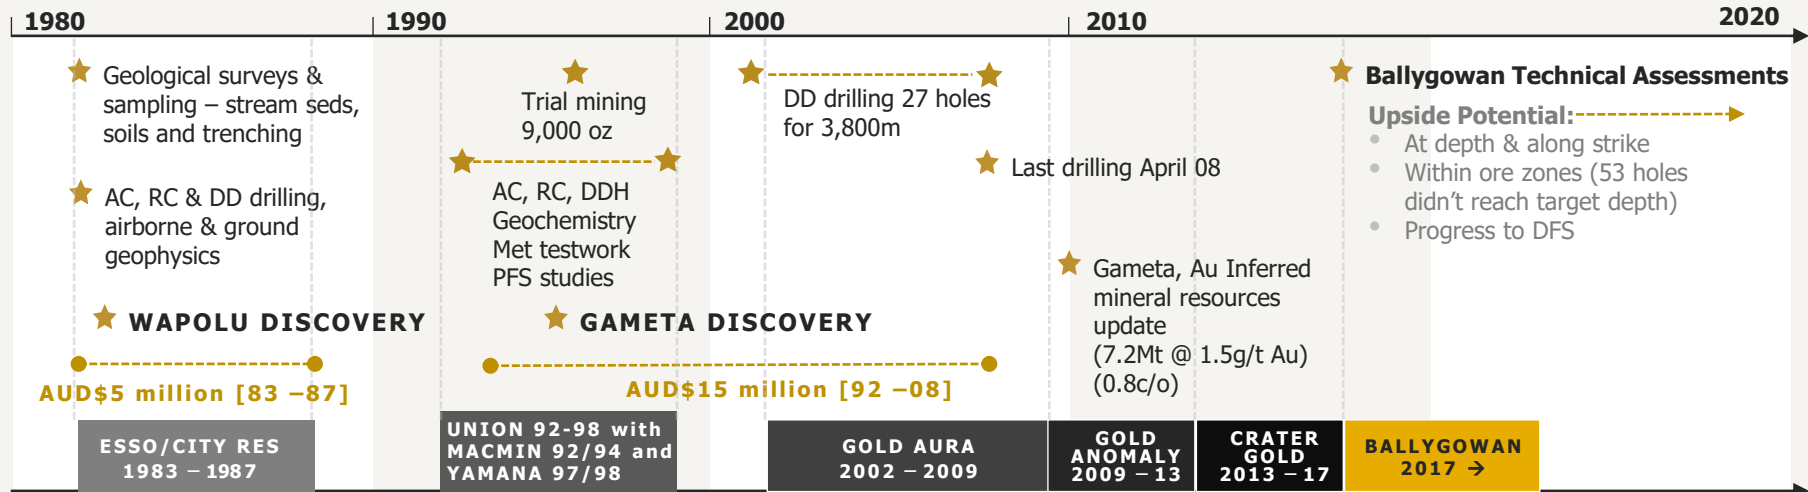 1980
1990
2000
2010
2020
Geological surveys &
sampling – stream seds,
soils and trenching
AC, RC & DD drilling,
airborne & ground
geophysics
WAPOLU DISCOVERY
AUD$5 million [83 –87]
Trial mining
9,000 oz
AC, RC, DDH
Geochemistry
Met testwork
PFS studies
GAMETA DISCOVERY
AUD$15 million [92 –08]
DD drilling 27 holes
for 3,800m
Last drilling April 08
Gameta, Au Inferred
mineral resources
update
(7.2Mt @ 1.5g/t Au)
(0.8c/o)
Ballygowan Technical Assessments
Upside Potential:
• At depth & along strike
• Within ore zones (53 holes
didn’t reach target depth)
• Progress to DFS
ESSO/CITY RES
1983 – 1987
UNION 92-98 with
MACMIN 92/94 and
YAMANA 97/98
GOLD AURA
2002 – 2009
GOLD
ANOMALY
2009 – 13
CRATER
GOLD
2013 – 17
BALLYGOWAN
2017 →